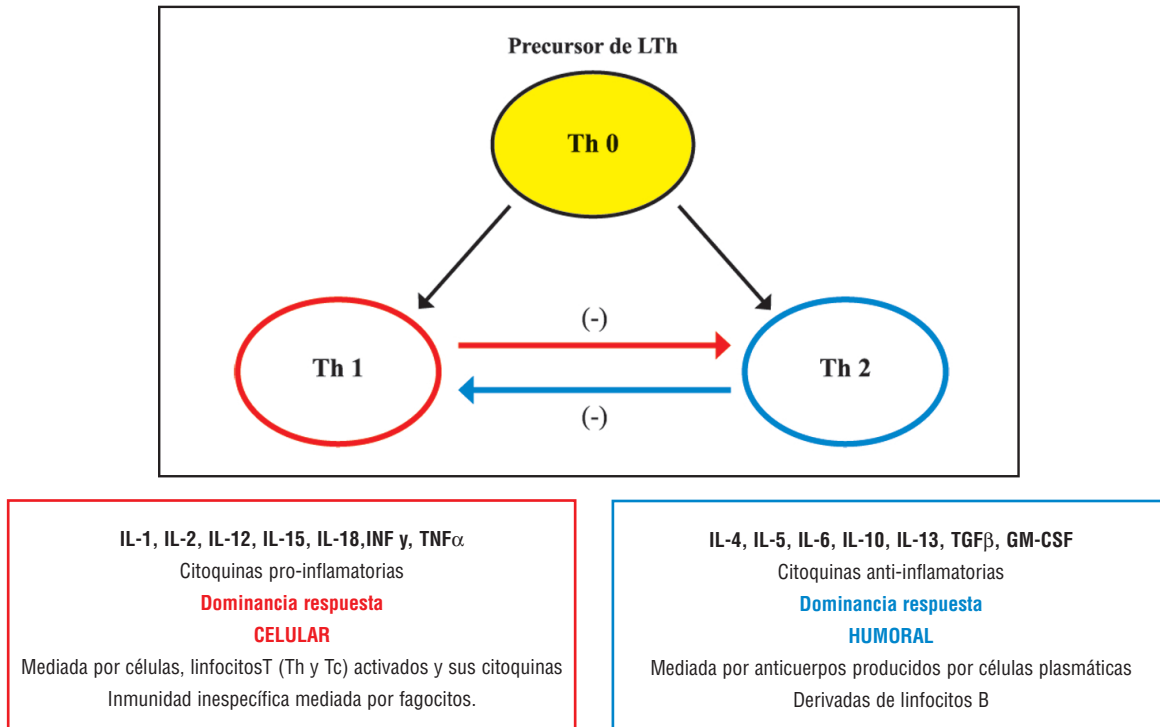 Precursor de LTh
Th 0
(-)
Th 1
Th 2
(-)
IL-1, IL-2, IL-12, IL-15, IL-18,INF y, TNFα
Citoquinas pro-inflamatorias
Dominancia respuesta
CELULAR
Mediada por células, linfocitosT (Th y Tc) activados y sus citoquinas
Inmunidad inespecífica mediada por fagocitos.
IL-4, IL-5, IL-6, IL-10, IL-13, TGFβ, GM-CSF
Citoquinas anti-inflamatorias
Dominancia respuesta
HUMORAL
Mediada por anticuerpos producidos por células plasmáticas
Derivadas de linfocitos B